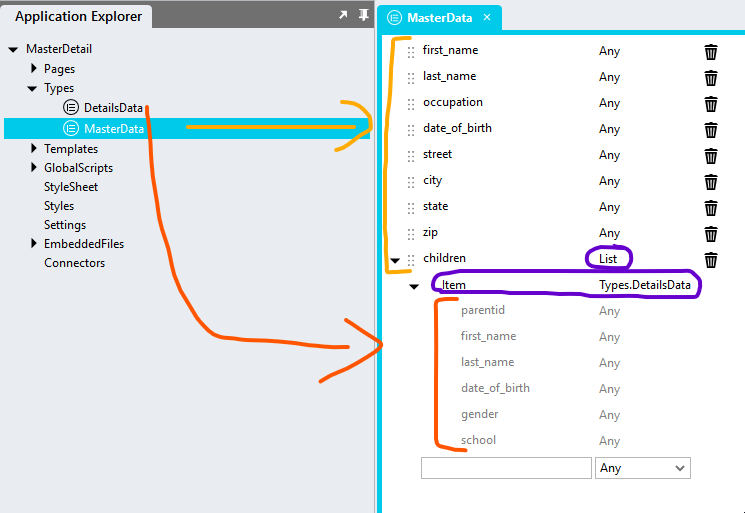 Application Explorer
MasterDetail
Pages
Types
DetailsData
MasterData
Templates
GlobalScripts
StyleSheet
Styles
Settings
EmbeddedFiles
Connectors
MasterData ×
first_name Any
last_name Any
occupation Any
date_of_birth Any
street Any
city Any
state Any
zip Any
children List
Item Types.DetailsData
parentid Any
first_name Any
last_name Any
date_of_birth Any
gender Any
school Any
Any